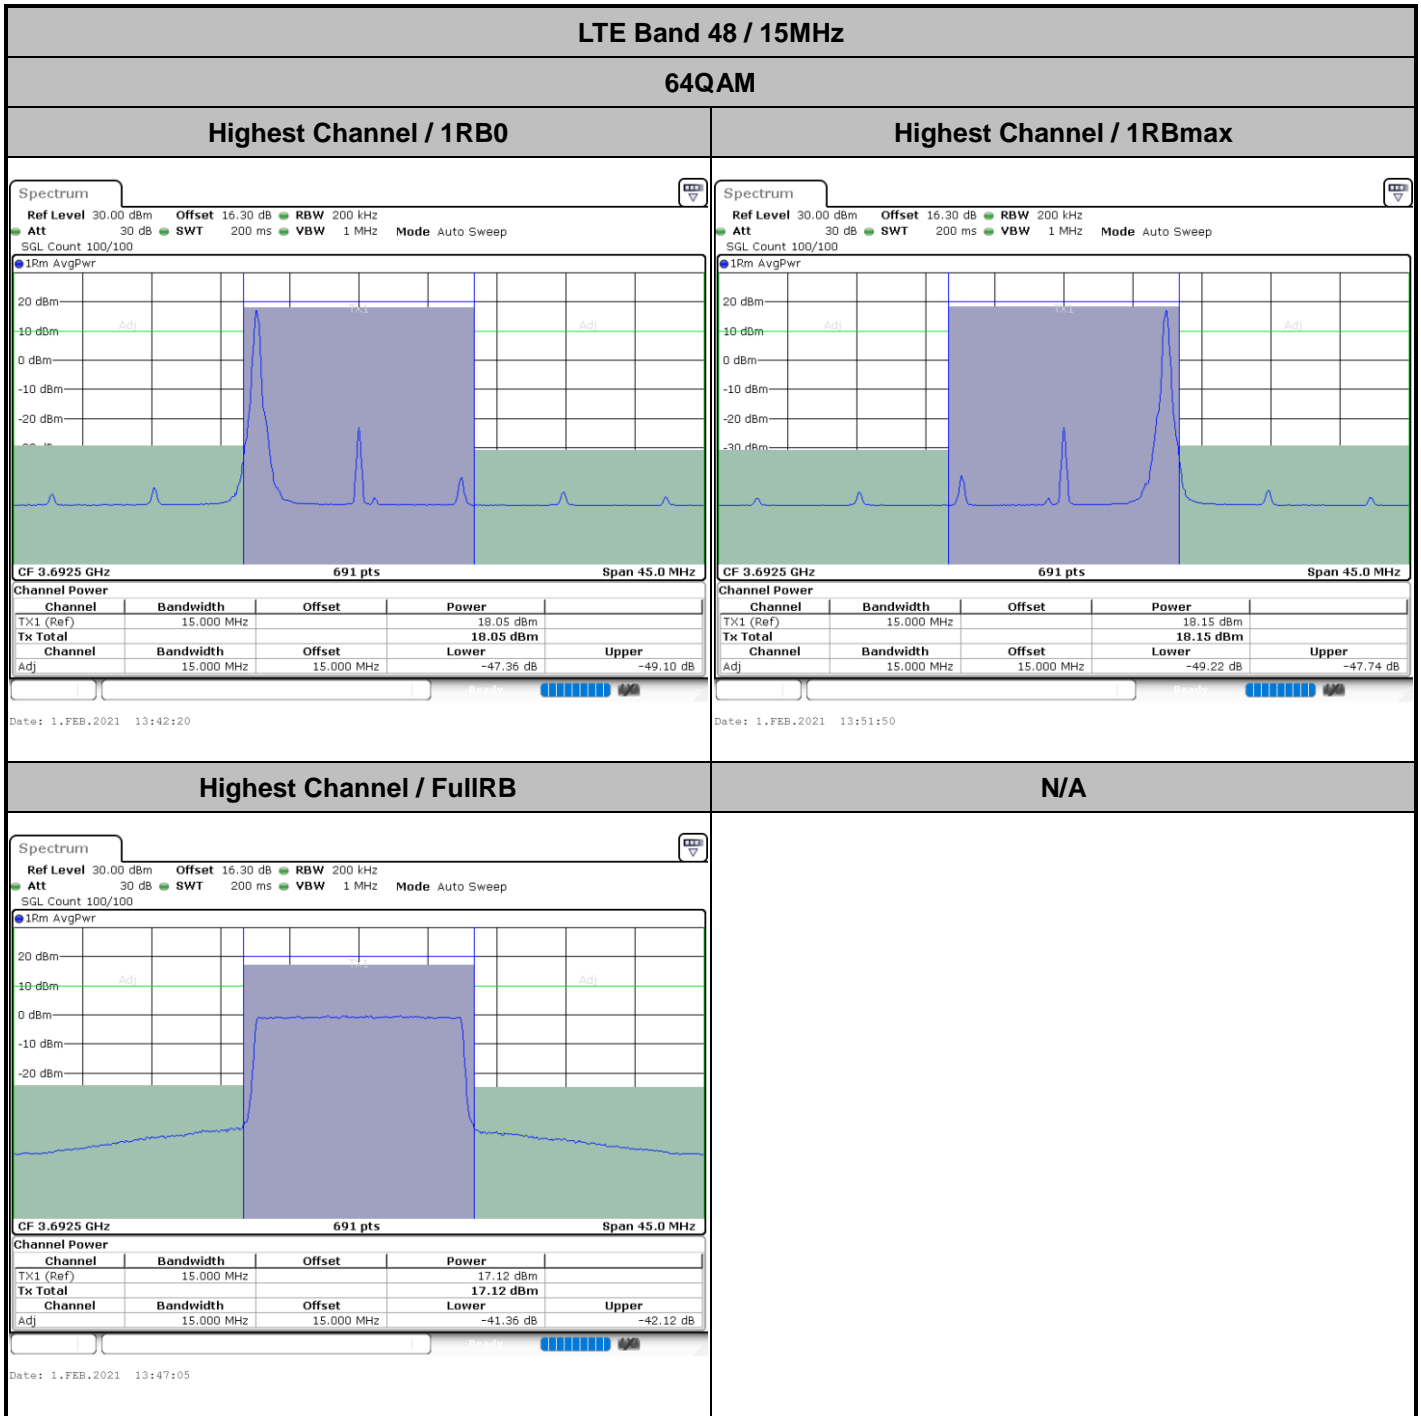 LTE Band 48 / 15MHz
64QAM
Highest Channel / 1RB0
Highest Channel / 1RBmax
Spectrum
Ref Level 30.00 dBm Offset 16.30 dB RBW 200 kHz
Att 30 dB SWT 200 ms VBW 1 MHz Mode Auto Sweep
SGL Count 100/100
1Rm AvgPwr
TX1
20 dBm
Adj
Adj
10 dBm
0 dBm
-10 dBm
-20 dBm
CF 3.6925 GHz 691 pts Span 45.0 MHz
Channel Power
Channel Bandwidth Offset Power
TX1 (Ref) 15.000 MHz 18.05 dBm
Tx Total 18.05 dBm
Channel Bandwidth Offset Lower Upper
Adj 15.000 MHz 15.000 MHz -47.36 dB -49.10 dB
Ready
Date: 1.FEB.2021 13:42:20
Spectrum
Ref Level 30.00 dBm Offset 16.30 dB RBW 200 kHz
Att 30 dB SWT 200 ms VBW 1 MHz Mode Auto Sweep
SGL Count 100/100
1Rm AvgPwr
TX1
20 dBm
Adj
Adj
10 dBm
0 dBm
-10 dBm
-20 dBm
-30 dBm
CF 3.6925 GHz 691 pts Span 45.0 MHz
Channel Power
Channel Bandwidth Offset Power
TX1 (Ref) 15.000 MHz 18.15 dBm
Tx Total 18.15 dBm
Channel Bandwidth Offset Lower Upper
Adj 15.000 MHz 15.000 MHz -49.22 dB -47.74 dB
Ready
Date: 1.FEB.2021 13:51:50
Highest Channel / FullRB
N/A
Spectrum
Ref Level 30.00 dBm Offset 16.30 dB RBW 200 kHz
Att 30 dB SWT 200 ms VBW 1 MHz Mode Auto Sweep
SGL Count 100/100
1Rm AvgPwr
TX1
20 dBm
Adj
Adj
10 dBm
0 dBm
-10 dBm
-20 dBm
CF 3.6925 GHz 691 pts Span 45.0 MHz
Channel Power
Channel Bandwidth Offset Power
TX1 (Ref) 15.000 MHz 17.12 dBm
Tx Total 17.12 dBm
Channel Bandwidth Offset Lower Upper
Adj 15.000 MHz 15.000 MHz -41.36 dB -42.12 dB
Ready
Date: 1.FEB.2021 13:47:05